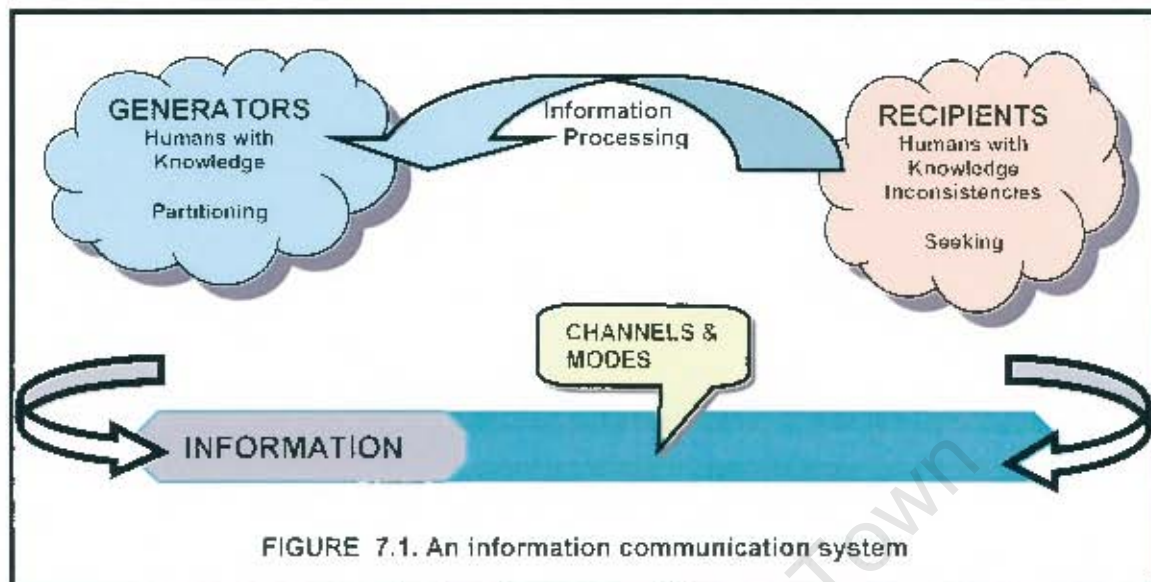 GENERATORS
Humans with
Knowledge
Partitioning
Information
Processing
RECIPIENTS
Humans with
Knowledge
Inconsistencies
Seeking
CHANNELS &
MODES
INFORMATION
FIGURE 7.1. An information communication system
Town